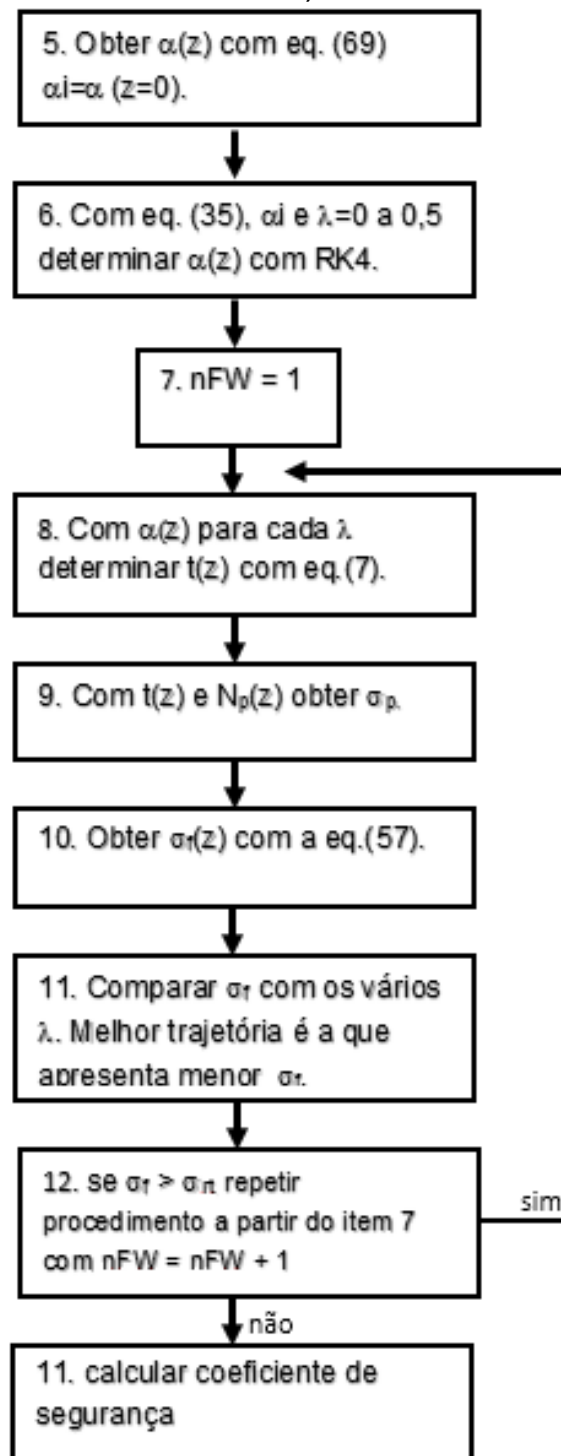 5. Obter α(z) com eq. (69)
αi=α (z=0).
6. Com eq. (35), αi e λ=0 a 0,5
determinar α(z) com RK4.
7. nFW = 1
8. Com α(z) para cada λ
determinar t(z) com eq.(7).
9. Com t(z) e Nₚ(z) obter σₚ.
10. Obter σf(z) com a eq.(57).
11. Comparar σf com os vários
λ. Melhor trajetória é a que
apresenta menor σf.
12. se σf > σrt repetir
procedimento a partir do item 7
com nFW = nFW + 1
sim
não
11. calcular coeficiente de
segurança